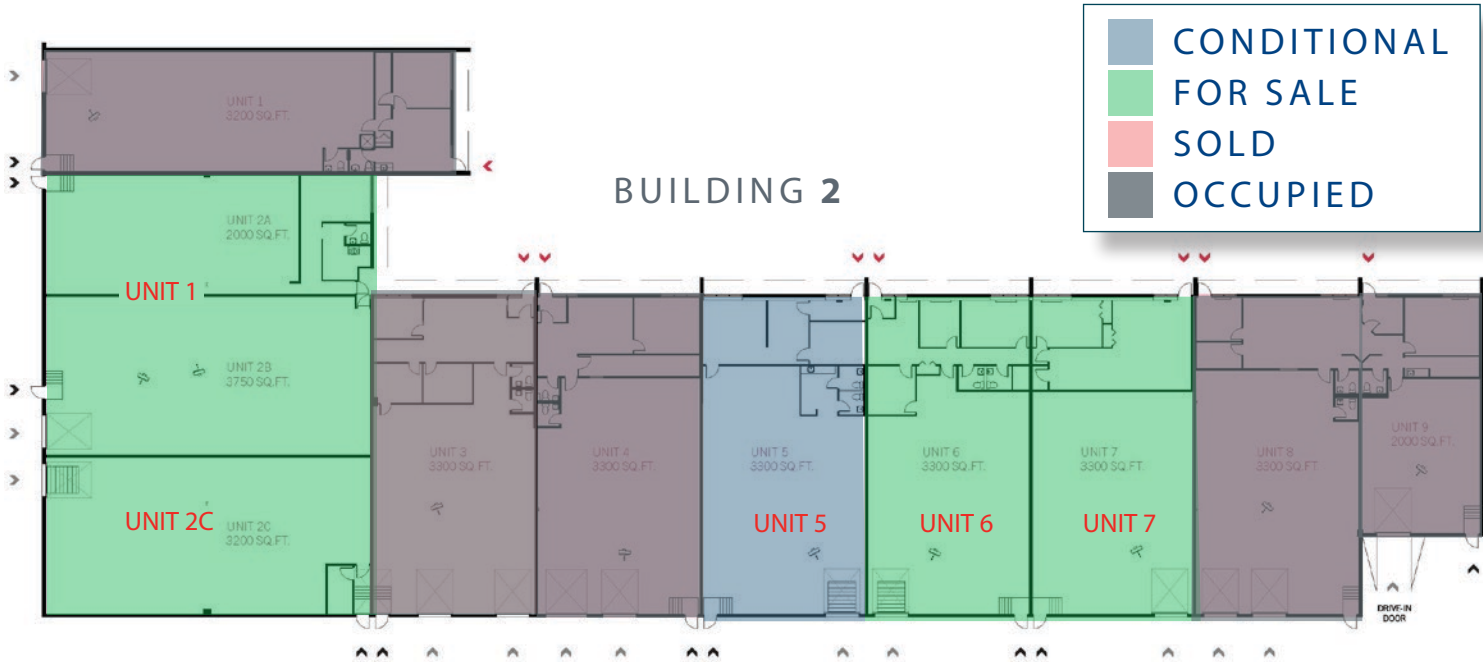 CONDITIONAL
FOR SALE
SOLD
OCCUPIED
BUILDING 2
UNIT 1
3200 SQ.FT.
UNIT 2A
2000 SQ.FT.
UNIT 1
UNIT 2B
3750 SQ.FT.
UNIT 2C
UNIT 2C
3200 SQ.FT.
UNIT 3
3300 SQ.FT.
UNIT 4
3300 SQ.FT.
UNIT 5
3300 SQ.FT.
UNIT 5
UNIT 6
3300 SQ.FT.
UNIT 6
UNIT 7
3300 SQ.FT.
UNIT 7
UNIT 8
3300 SQ.FT.
UNIT 9
2000 SQ.FT.
DRIVE-IN
DOOR